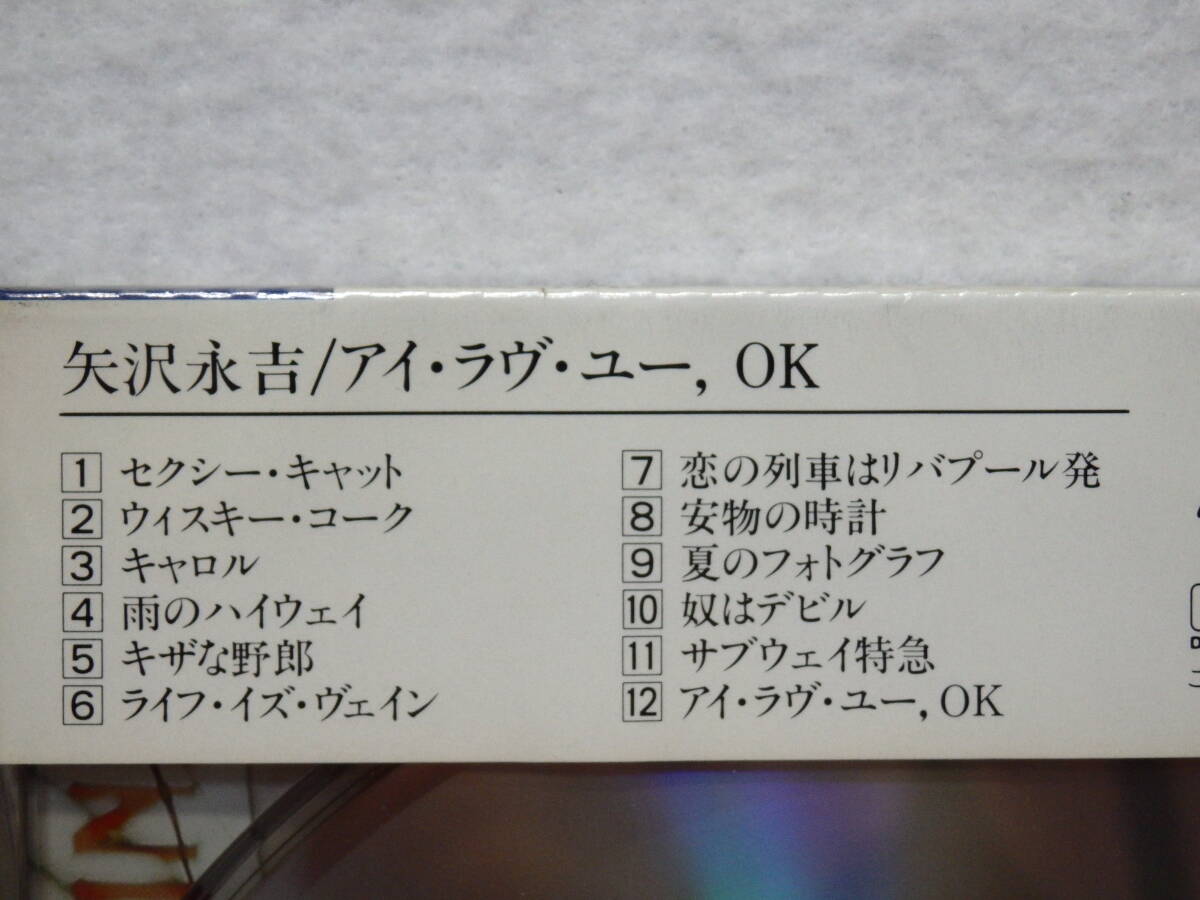 矢沢永吉/アイ・ラヴ・ユー, OK
1 セクシー・キャット
2 ウィスキー・コーク
3 キャロル
4 雨のハイウェイ
5 キザな野郎
6 ライフ・イズ・ヴェイン
7 恋の列車はリバプール発
8 安物の時計
9 夏のフォトグラフ
10 奴はデビル
11 サブウェイ特急
12 アイ・ラヴ・ユー, OK